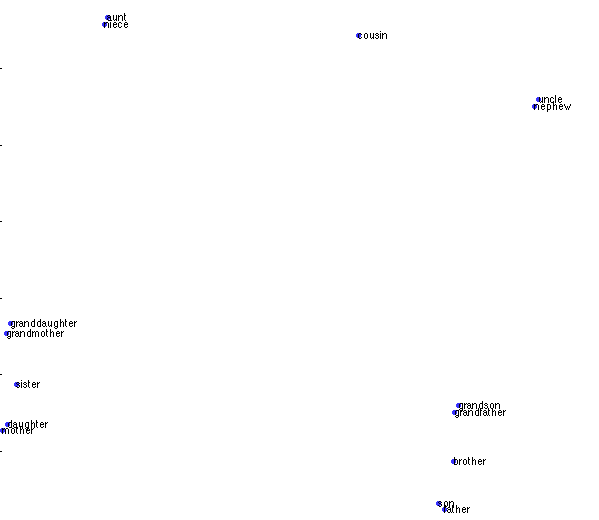 aunt
niece
cousin
uncle
nephew
granddaughter
grandmother
sister
grandson
grandfather
daughter
mother
brother
son
father